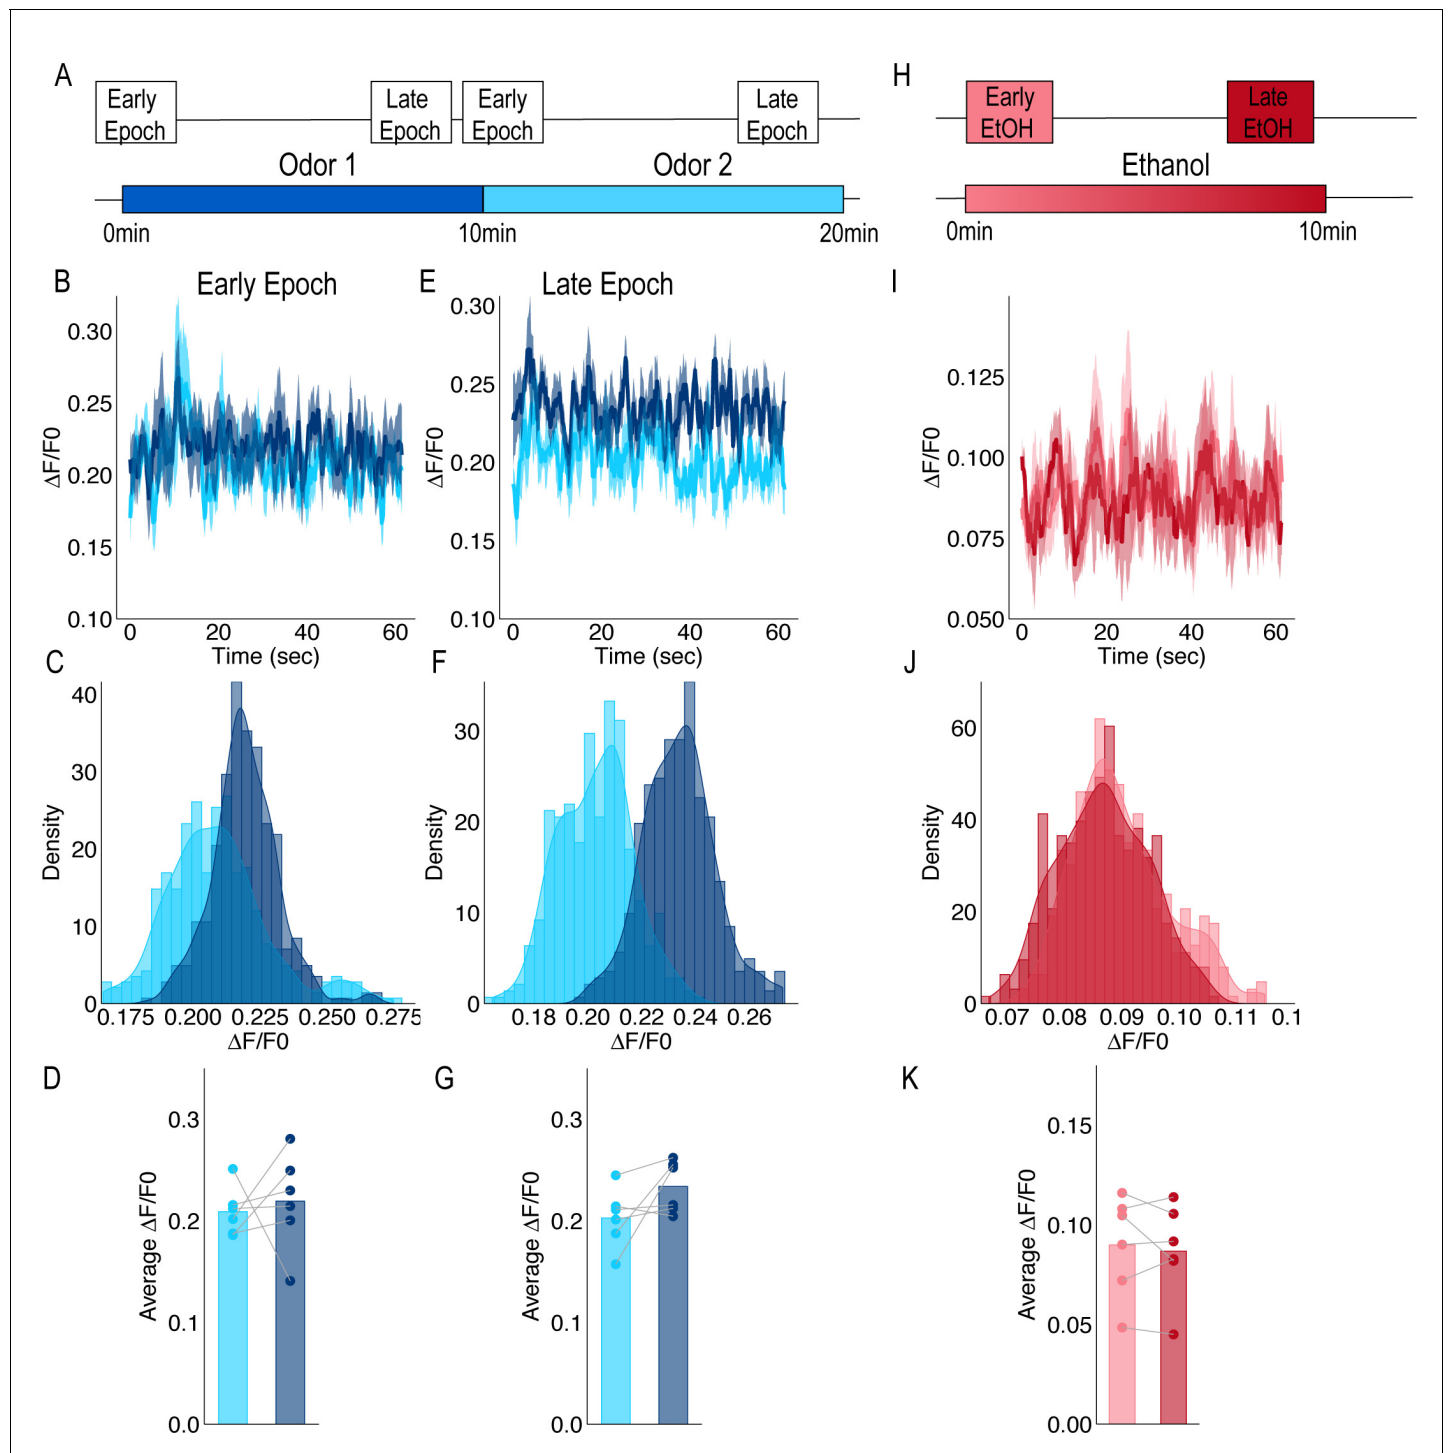 A
Early
Epoch
Late
Epoch
Early
Epoch
Late
Epoch
Odor 1
Odor 2
0min
10min
20min
H
Early
EtOH
Late
EtOH
Ethanol
0min
10min
B
Early Epoch
ΔF/F0
0.30
0.25
0.20
0.15
0.10
0
20
40
60
Time (sec)
E
Late Epoch
ΔF/F0
0.30
0.25
0.20
0.15
0.10
0
20
40
60
Time (sec)
I
ΔF/F0
0.125
0.100
0.075
0.050
0
20
40
60
Time (sec)
C
Density
40
30
20
10
0
0.175
0.200
0.225
0.250
0.275
ΔF/F0
F
Density
30
20
10
0
0.18
0.20
0.22
0.24
0.26
ΔF/F0
J
Density
60
40
20
0
0.07
0.08
0.09
0.10
0.11
0.1
ΔF/F0
D
Average ΔF/F0
0.3
0.2
0.1
0.0
G
Average ΔF/F0
0.3
0.2
0.1
0.0
K
Average ΔF/F0
0.15
0.10
0.05
0.00